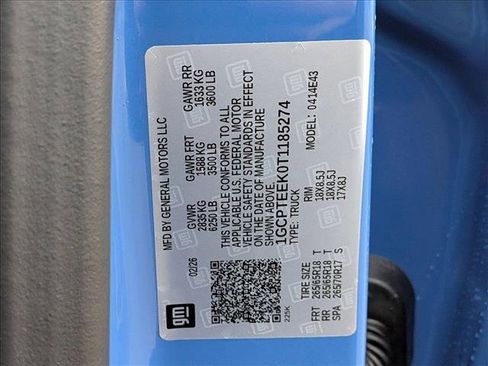 MFD BY GENERAL MOTORS LLC
02/26
GVWR GAWR FRT GAWR RR
2835 KG 1588 KG 1633 KG
6250 LB 3500 LB 3600 LB
THIS VEHICLE CONFORMS TO ALL
APPLICABLE U.S. FEDERAL MOTOR
VEHICLE SAFETY STANDARDS IN EFFECT
ON THE DATE OF MANUFACTURE
SHOWN ABOVE.
1GCPTEEK0T1185274
TYPE: TRUCK MODEL: 0414E43
225K
TIRE SIZE RIM
FRT 265/65R18 T 18X8.5J
RR 265/65R18 T 18X8.5J
SPA 265/70R17 S 17X8J
gm